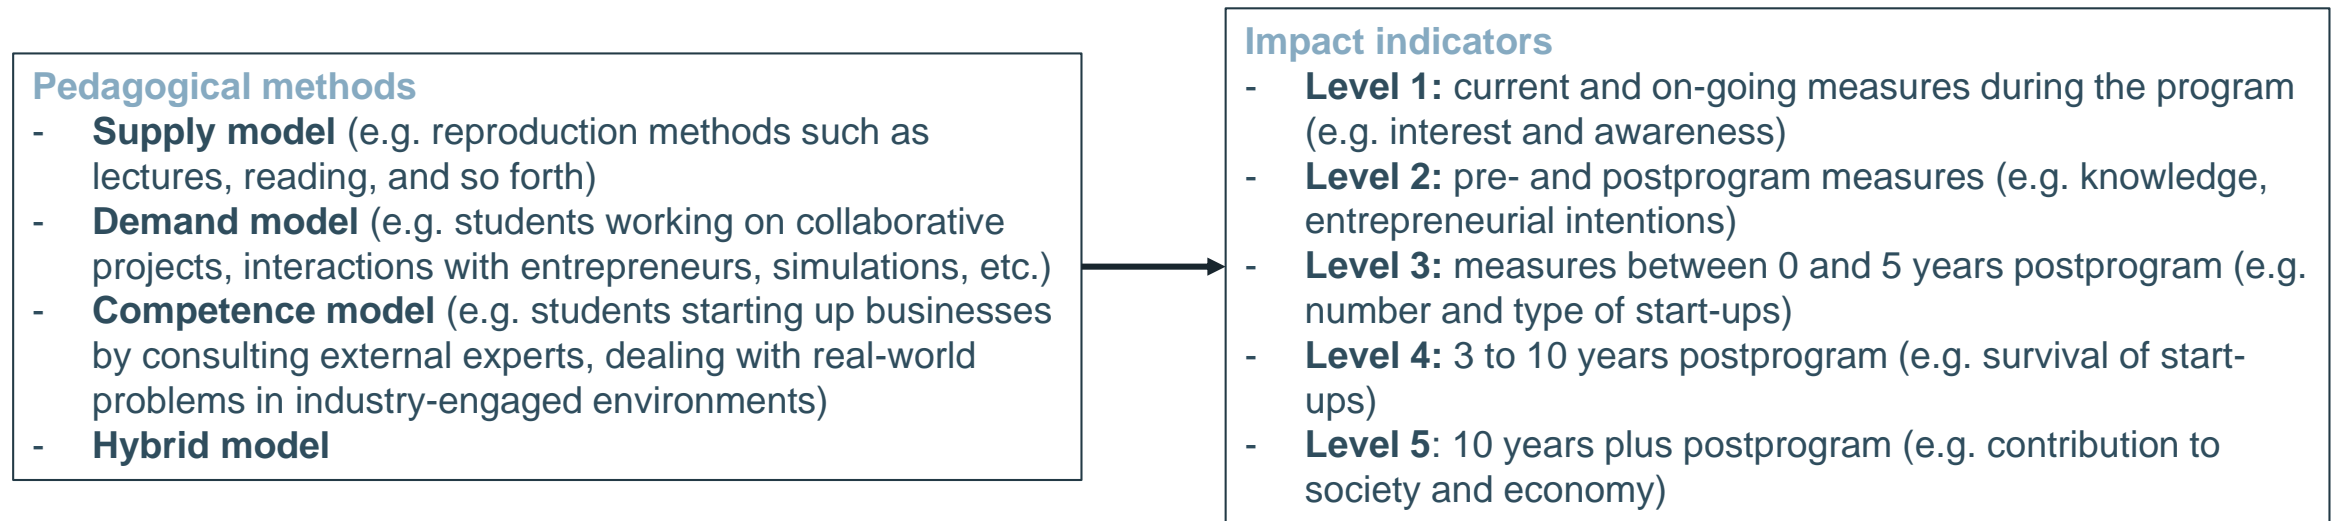 Pedagogical methods
- Supply model (e.g. reproduction methods such as
lectures, reading, and so forth)
- Demand model (e.g. students working on collaborative
projects, interactions with entrepreneurs, simulations, etc.)
- Competence model (e.g. students starting up businesses
by consulting external experts, dealing with real-world
problems in industry-engaged environments)
- Hybrid model
Impact indicators
- Level 1: current and on-going measures during the program
(e.g. interest and awareness)
- Level 2: pre- and postprogram measures (e.g. knowledge,
entrepreneurial intentions)
- Level 3: measures between 0 and 5 years postprogram (e.g.
number and type of start-ups)
- Level 4: 3 to 10 years postprogram (e.g. survival of start-
ups)
- Level 5: 10 years plus postprogram (e.g. contribution to
society and economy)